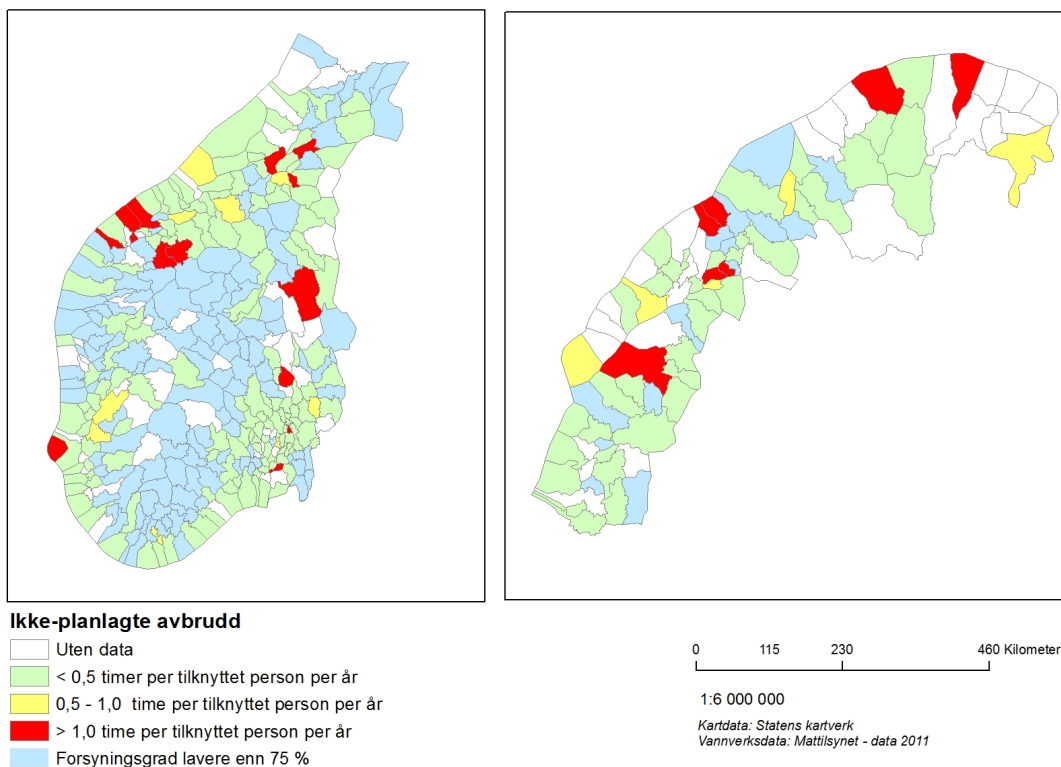 Ikke-planlagte avbrudd
Uten data
< 0,5 timer per tilknyttet person per år
0,5 - 1,0  time per tilknyttet person per år
> 1,0 time per tilknyttet person per år
Forsyningsgrad lavere enn 75 %
0 115 230 460 Kilometer
1:6 000 000
Kartdata: Statens kartverk
Vannverksdata: Mattilsynet - data 2011